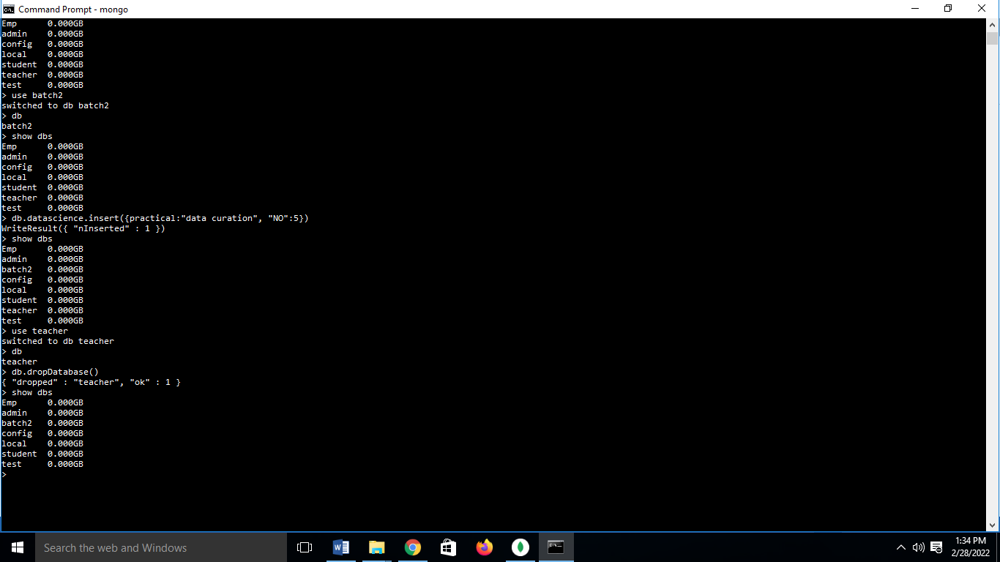 Command Prompt - mongo
Emp      0.000GB
admin    0.000GB
config   0.000GB
local    0.000GB
student  0.000GB
teacher  0.000GB
test     0.000GB
> use batch2
switched to db batch2
> db
batch2
> show dbs
Emp      0.000GB
admin    0.000GB
config   0.000GB
local    0.000GB
student  0.000GB
teacher  0.000GB
test     0.000GB
> db.datascience.insert({practical:"data curation", "NO":5})
WriteResult({ "nInserted" : 1 })
> show dbs
Emp      0.000GB
admin    0.000GB
batch2   0.000GB
config   0.000GB
local    0.000GB
student  0.000GB
teacher  0.000GB
test     0.000GB
> use teacher
switched to db teacher
> db
teacher
> db.dropDatabase()
{ "dropped" : "teacher", "ok" : 1 }
> show dbs
Emp      0.000GB
admin    0.000GB
batch2   0.000GB
config   0.000GB
local    0.000GB
student  0.000GB
test     0.000GB
>
Search the web and Windows
1:34 PM
2/28/2022